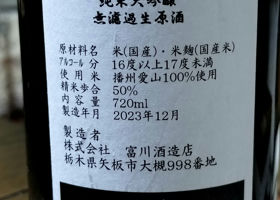 純米大吟醸
無濾過生原酒
原材料名 米(国産)・米麹(国産米)
アルコール分 16度以上17度未満
使用米 播州愛山100%使用
精米歩合 50%
内容量 720ml
製造年月 2023年12月
製造者
株式会社 富川酒造店
栃木県矢板市大槻998番地